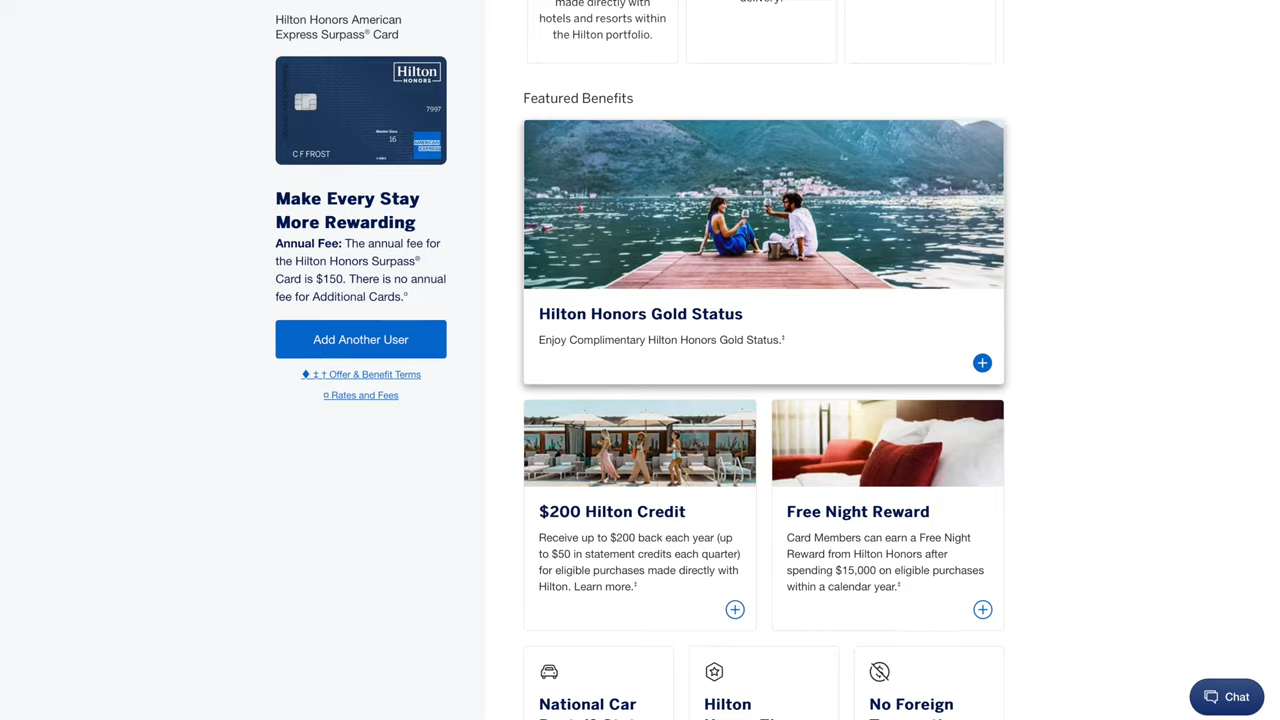 Hilton Honors American
Express Surpass® Card
Hilton
HONORS
7997
16
AMERICAN
EXPRESS
C F FROST
Make Every Stay
More Rewarding
Annual Fee: The annual fee for
the Hilton Honors Surpass®
Card is $150. There is no annual
fee for Additional Cards.¤
Add Another User
♦ ‡ † Offer & Benefit Terms
¤ Rates and Fees
made directly with
hotels and resorts within
the Hilton portfolio.
delivery.
Featured Benefits
Hilton Honors Gold Status
Enjoy Complimentary Hilton Honors Gold Status.‡
$200 Hilton Credit
Receive up to $200 back each year (up
to $50 in statement credits each quarter)
for eligible purchases made directly with
Hilton. Learn more.‡
Free Night Reward
Card Members can earn a Free Night
Reward from Hilton Honors after
spending $15,000 on eligible purchases
within a calendar year.‡
National Car
Hilton
No Foreign
Chat